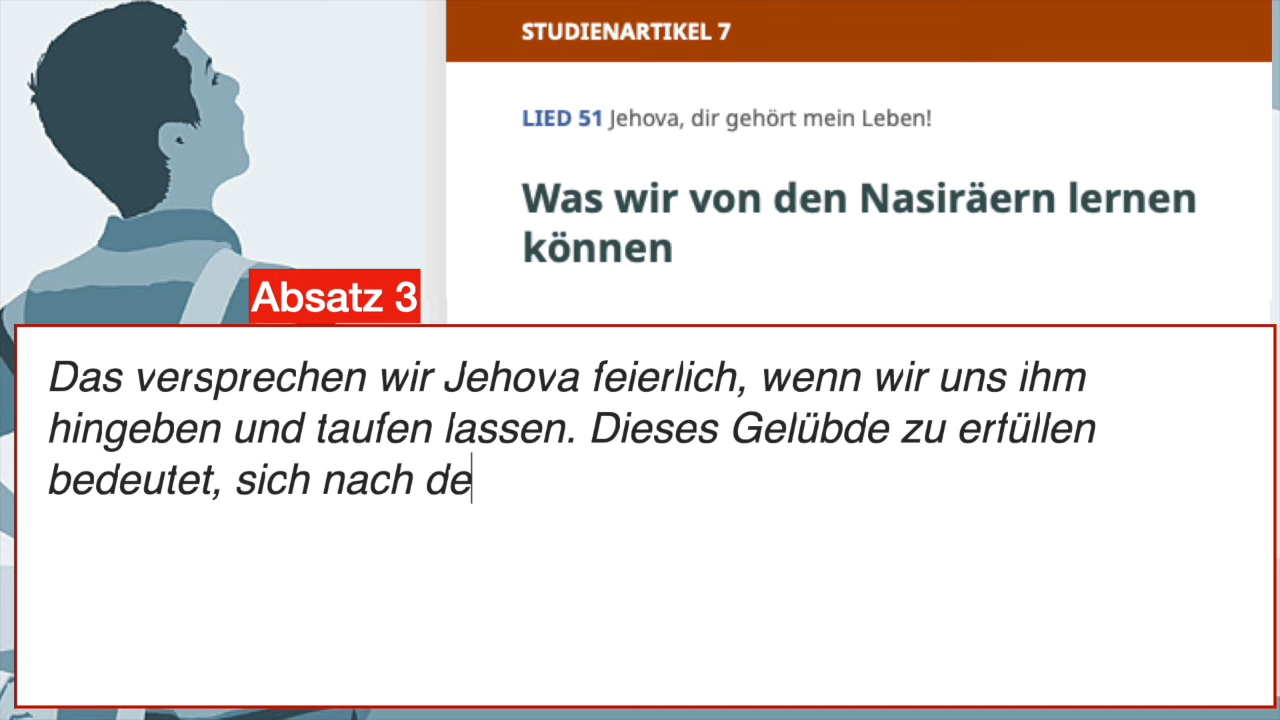 STUDIENARTIKEL 7
LIED 51 Jehova, dir gehört mein Leben!
Was wir von den Nasiräern lernen
können
Absatz 3
Das versprechen wir Jehova feierlich, wenn wir uns ihm
hingeben und taufen lassen. Dieses Gelübde zu erfüllen
bedeutet, sich nach de